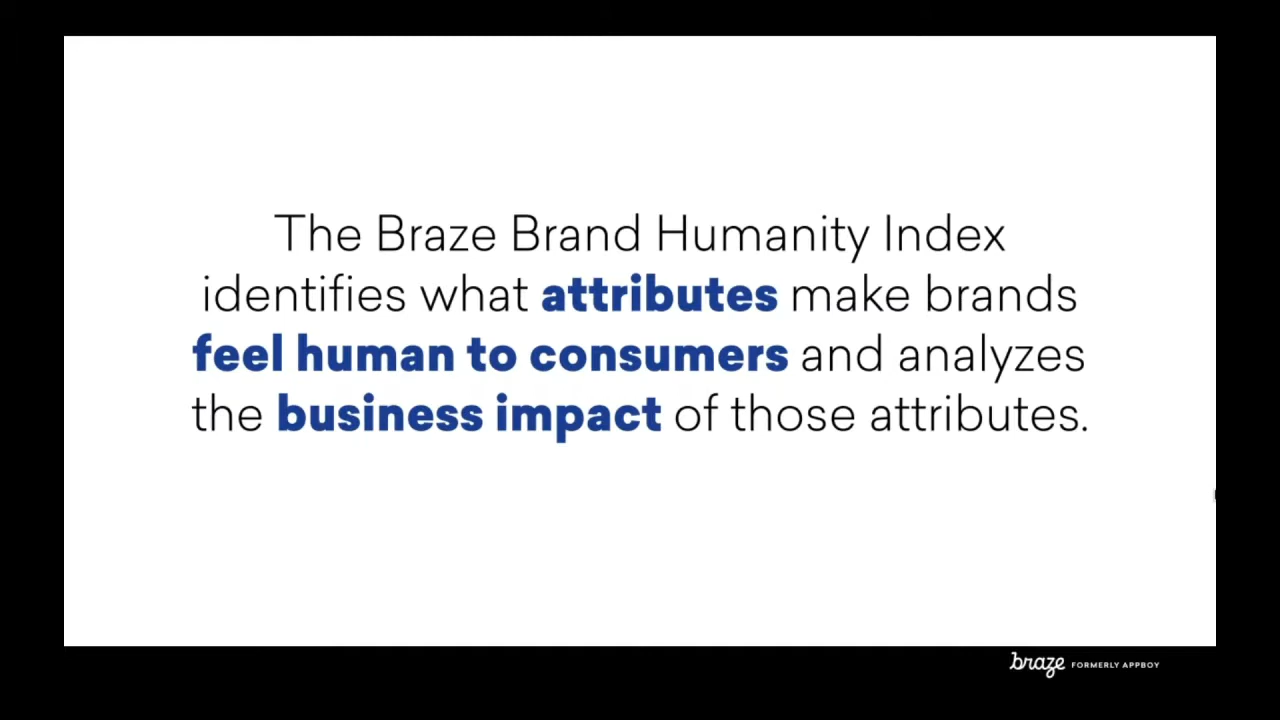 The Braze Brand Humanity Index
identifies what attributes make brands
feel human to consumers and analyzes
the business impact of those attributes.
braze FORMERLY APPBOY